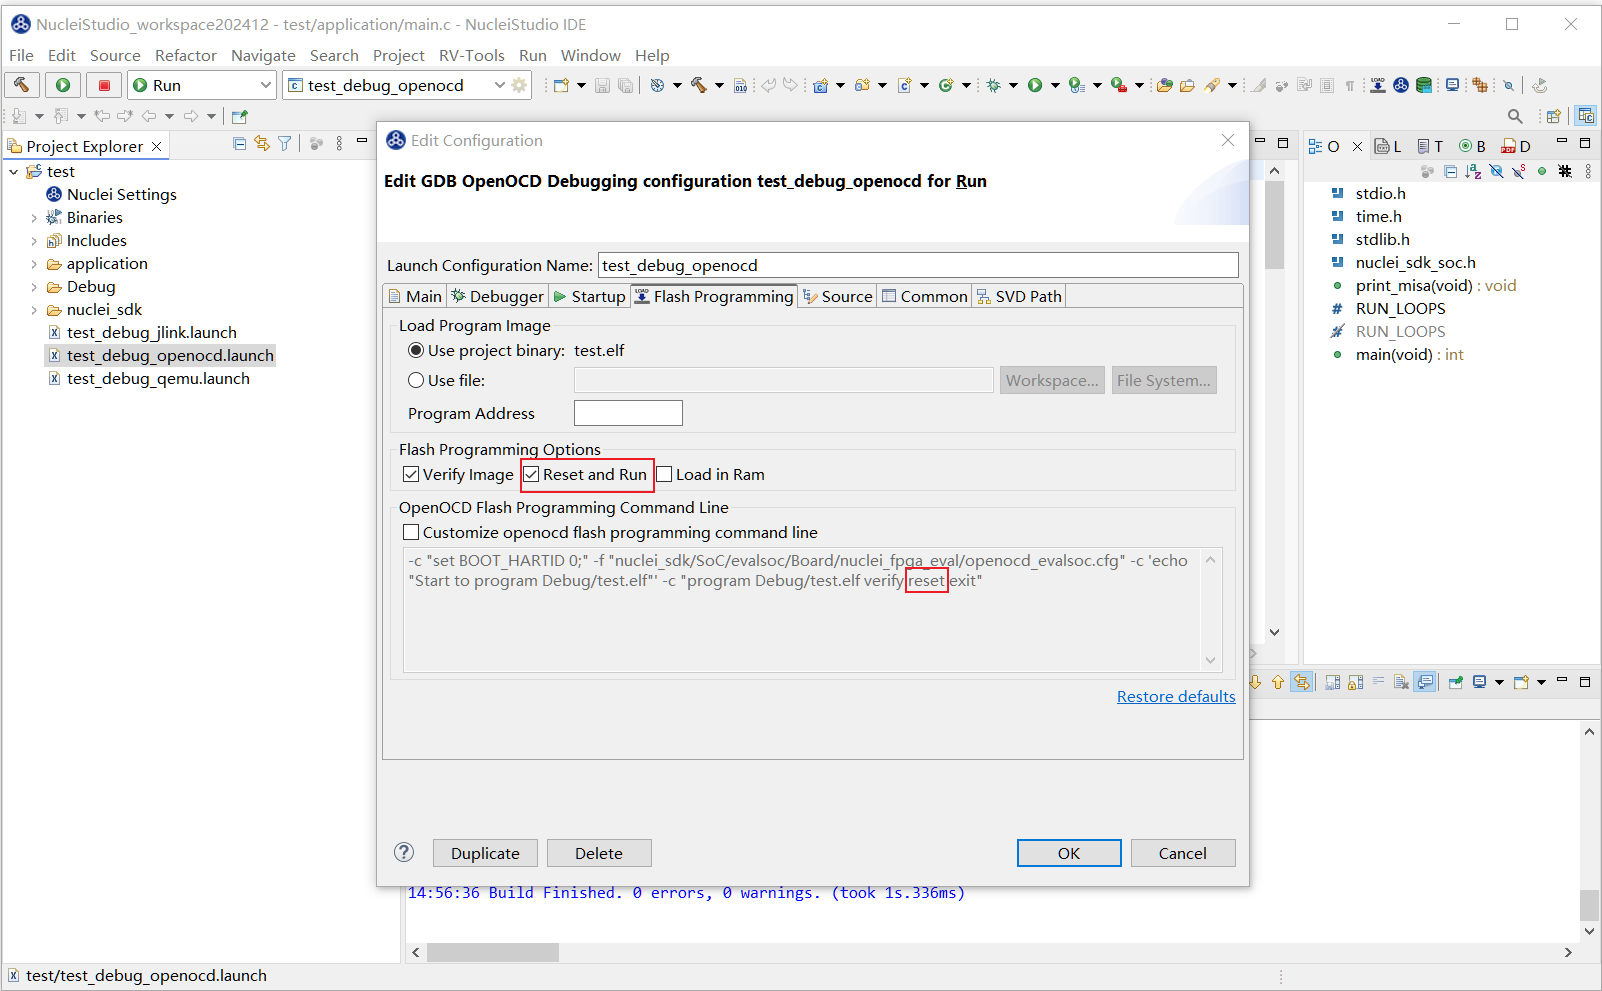 NucleiStudio_workspace202412 - test/application/main.c - NucleiStudio IDE
File Edit Source Refactor Navigate Search Project RV-Tools Run Window Help
Run test_debug_openocd
Project Explorer
test
Nuclei Settings
Binaries
Includes
application
Debug
nuclei_sdk
test_debug_jlink.launch
test_debug_openocd.launch
test_debug_qemu.launch
Edit Configuration
Edit GDB OpenOCD Debugging configuration test_debug_openocd for Run
Launch Configuration Name: test_debug_openocd
Main Debugger Startup Flash Programming Source Common SVD Path
Load Program Image
Use project binary: test.elf
Use file: Workspace... File System...
Program Address
Flash Programming Options
Verify Image Reset and Run Load in Ram
OpenOCD Flash Programming Command Line
Customize openocd flash programming command line
-c "set BOOT_HARTID 0;" -f "nuclei_sdk/SoC/evalsoc/Board/nuclei_fpga_eval/openocd_evalsoc.cfg" -c 'echo
"Start to program Debug/test.elf"' -c "program Debug/test.elf verify reset exit"
Restore defaults
Duplicate Delete OK Cancel
O L T B D
stdio.h
time.h
stdlib.h
nuclei_sdk_soc.h
print_misa(void) : void
RUN_LOOPS
RUN_LOOPS
main(void) : int
14:56:36 Build Finished. 0 errors, 0 warnings. (took 1s.336ms)
test/test_debug_openocd.launch